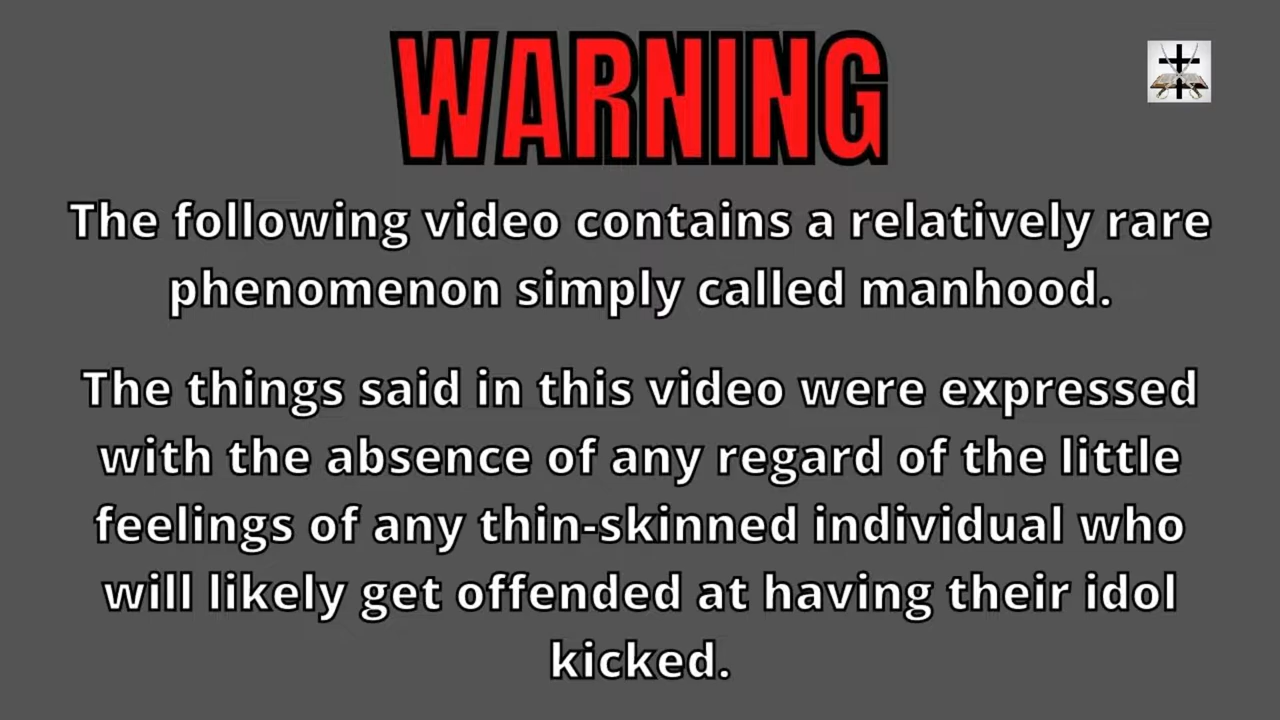 WARNING
The following video contains a relatively rare
phenomenon simply called manhood.
The things said in this video were expressed
with the absence of any regard of the little
feelings of any thin-skinned individual who
will likely get offended at having their idol
kicked.